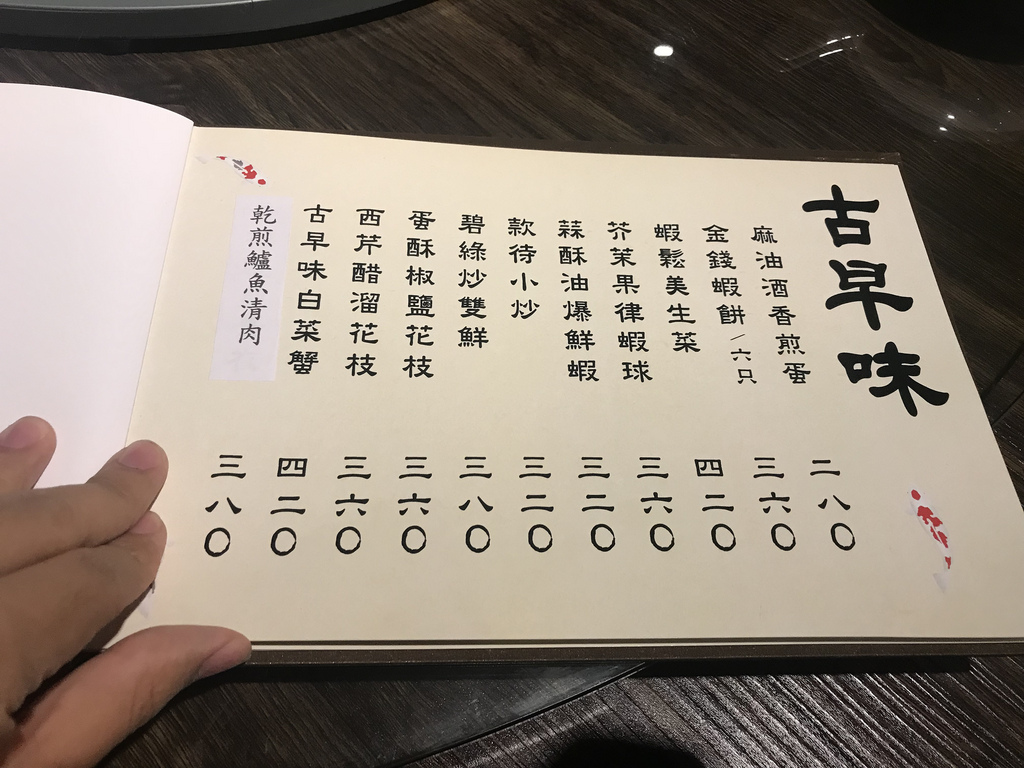 古早味
麻油酒香煎蛋 二八〇
金錢蝦餅/六只 三六〇
蝦鬆美生菜 四二〇
芥茉果律蝦球 三六〇
蒜酥油爆鮮蝦 三二〇
款待小炒 三二〇
碧綠炒雙鮮 三八〇
蛋酥椒鹽花枝 三六〇
西芹醋溜花枝 三六〇
古早味白菜蟹 四二〇
乾煎鱸魚清肉 三八〇